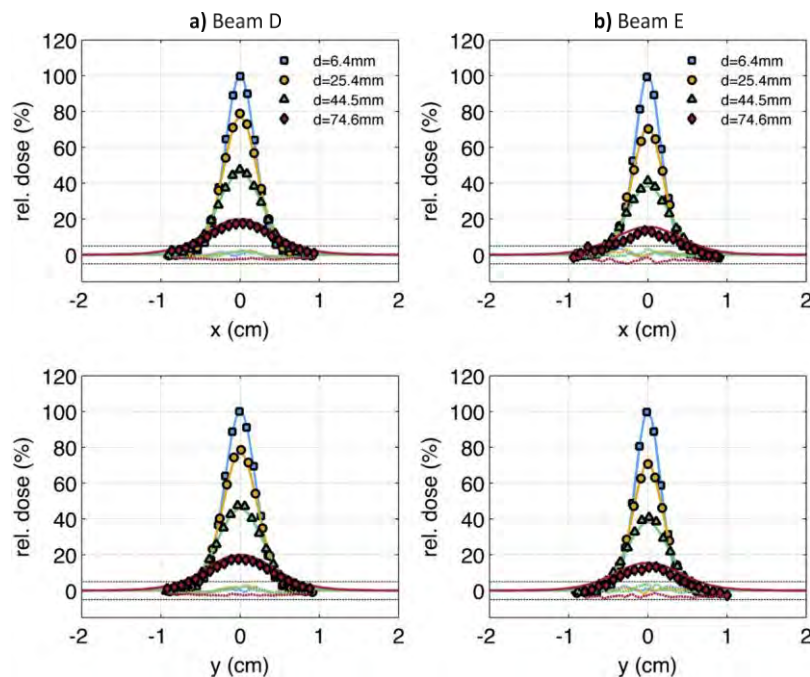 a) Beam D
120
100
80
60
40
20
0
rel. dose (%)
d=6.4mm
d=25.4mm
d=44.5mm
d=74.6mm
-2 -1 0 1 2
x (cm)
b) Beam E
120
100
80
60
40
20
0
rel. dose (%)
d=6.4mm
d=25.4mm
d=44.5mm
d=74.6mm
-2 -1 0 1 2
x (cm)
120
100
80
60
40
20
0
rel. dose (%)
-2 -1 0 1 2
y (cm)
120
100
80
60
40
20
0
rel. dose (%)
-2 -1 0 1 2
y (cm)